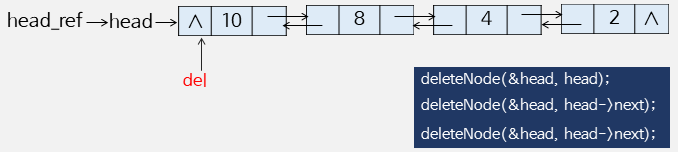 head_ref head ∧ 10 8 4 2 ∧
del
deleteNode(&head, head);
deleteNode(&head, head->next);
deleteNode(&head, head->next);